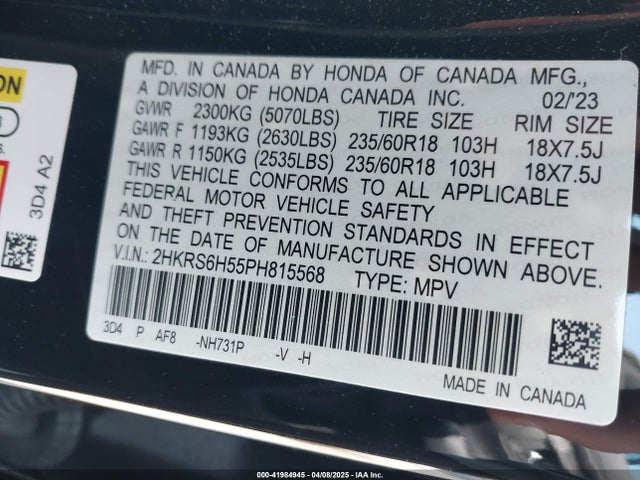 MFD. IN CANADA BY HONDA OF CANADA MFG.,
A DIVISION OF HONDA CANADA INC. 02/'23
GVWR 2300KG (5070LBS) TIRE SIZE RIM SIZE
GAWR F 1193KG (2630LBS) 235/60R18 103H 18X7.5J
GAWR R 1150KG (2535LBS) 235/60R18 103H 18X7.5J
THIS VEHICLE CONFORMS TO ALL APPLICABLE
FEDERAL MOTOR VEHICLE SAFETY
AND THEFT PREVENTION STANDARDS IN EFFECT
ON THE DATE OF MANUFACTURE SHOWN ABOVE.
V.I.N.: 2HKRS6H55PH815568 TYPE: MPV
3D4 P AF8 -NH731P -V -H
MADE IN CANADA
ON
3
s.
3D4 A2
000-41984945 - 04/08/2025 - IAA Inc.